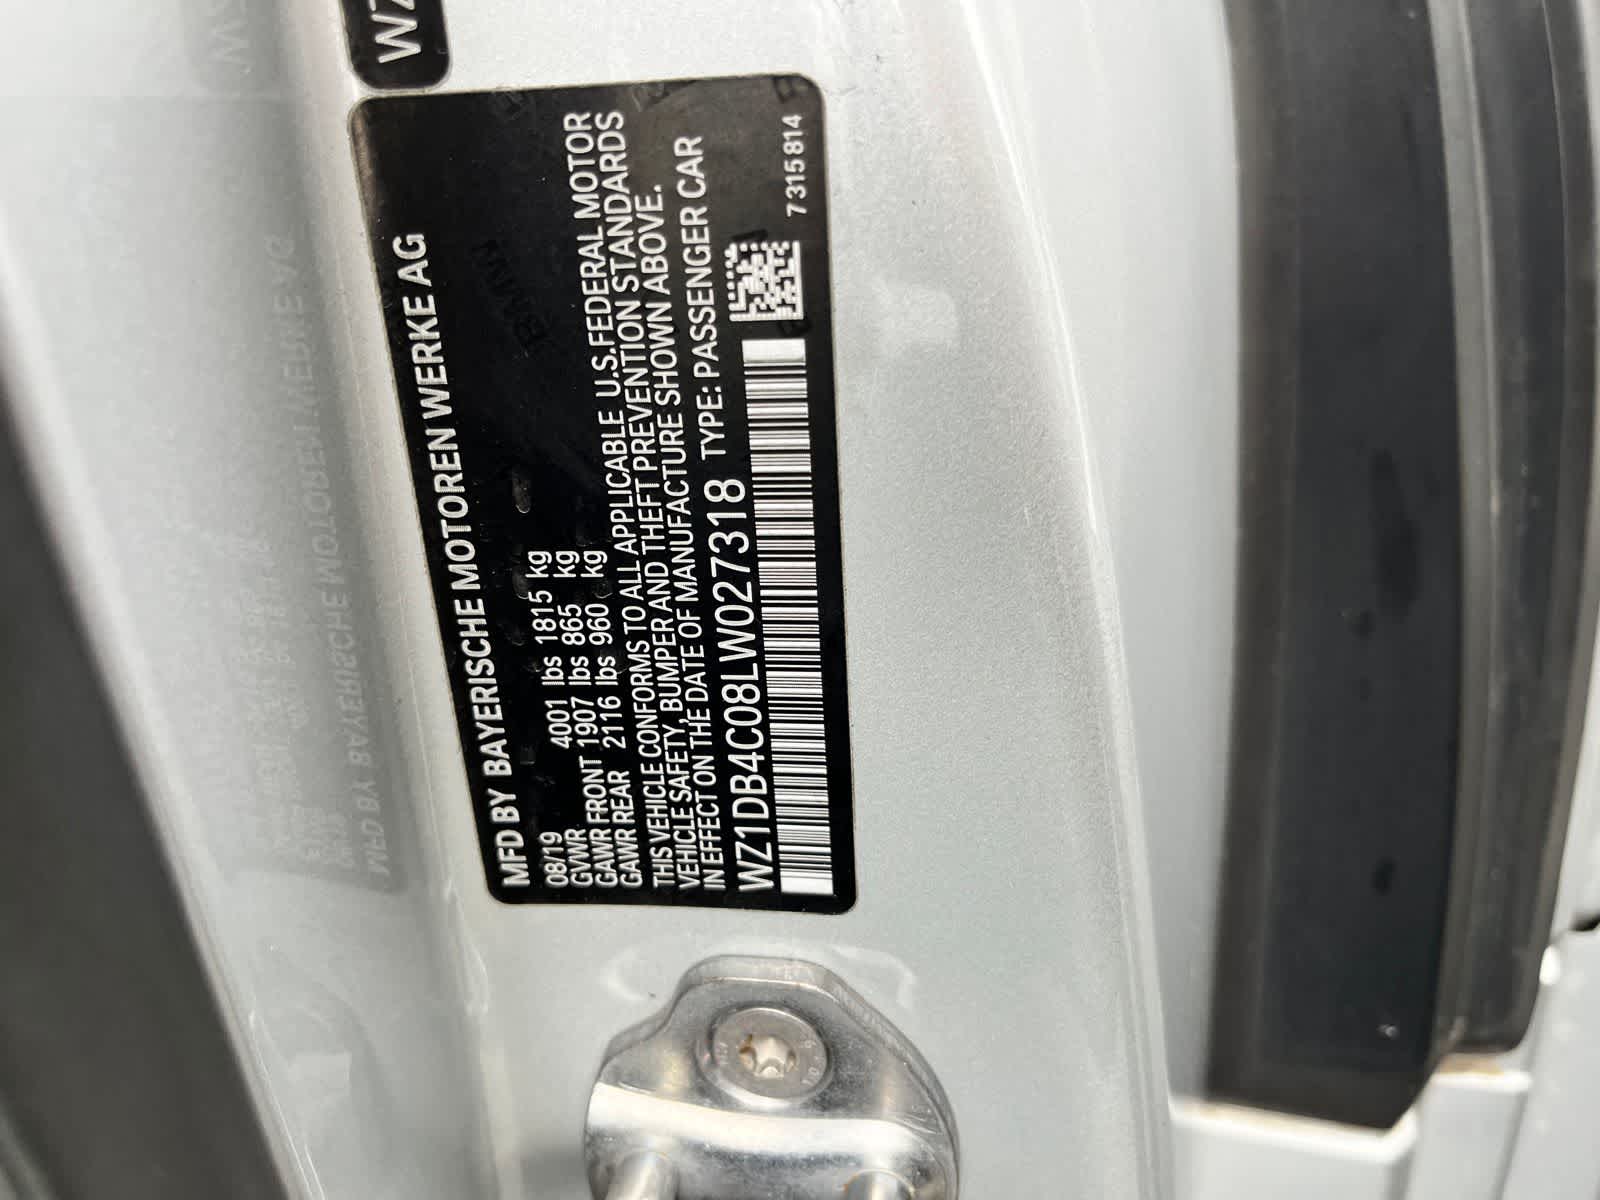 WZ
MFD BY BAYERISCHE MOTOREN WERKE AG
08/19
GVWR 4001 lbs 1815 kg
GAWR FRONT 1907 lbs 865 kg
GAWR REAR 2116 lbs 960 kg
THIS VEHICLE CONFORMS TO ALL APPLICABLE U.S.FEDERAL MOTOR
VEHICLE SAFETY, BUMPER AND THEFT PREVENTION STANDARDS
IN EFFECT ON THE DATE OF MANUFACTURE SHOWN ABOVE.
WZ1DB4C08LW027318 TYPE: PASSENGER CAR
7315814
BMW